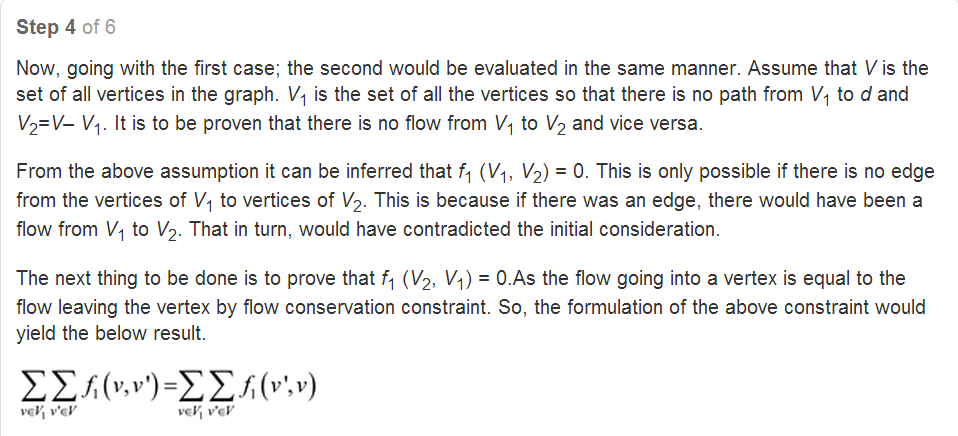 Step 4 of 6
Now, going with the first case; the second would be evaluated in the same manner. Assume that V is the
set of all vertices in the graph. V₁ is the set of all the vertices so that there is no path from V₁ to d and
V₂=V– V₁. It is to be proven that there is no flow from V₁ to V₂ and vice versa.
From the above assumption it can be inferred that f₁ (V₁, V₂) = 0. This is only possible if there is no edge
from the vertices of V₁ to vertices of V₂. This is because if there was an edge, there would have been a
flow from V₁ to V₂. That in turn, would have contradicted the initial consideration.
The next thing to be done is to prove that f₁ (V₂, V₁) = 0.As the flow going into a vertex is equal to the
flow leaving the vertex by flow conservation constraint. So, the formulation of the above constraint would
yield the below result.
∑∑f₁(v,v')=∑∑f₁(v',v)
v∈V₁ v'∈V v∈V₁ v'∈V